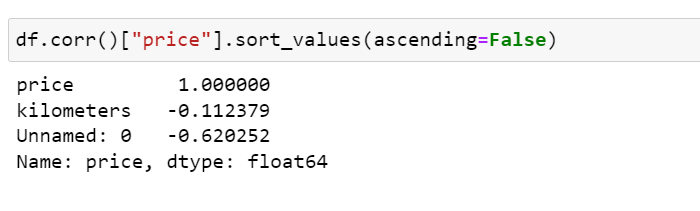 df.corr()["price"].sort_values(ascending=False)
price 1.000000
kilometers -0.112379
Unnamed: 0 -0.620252
Name: price, dtype: float64